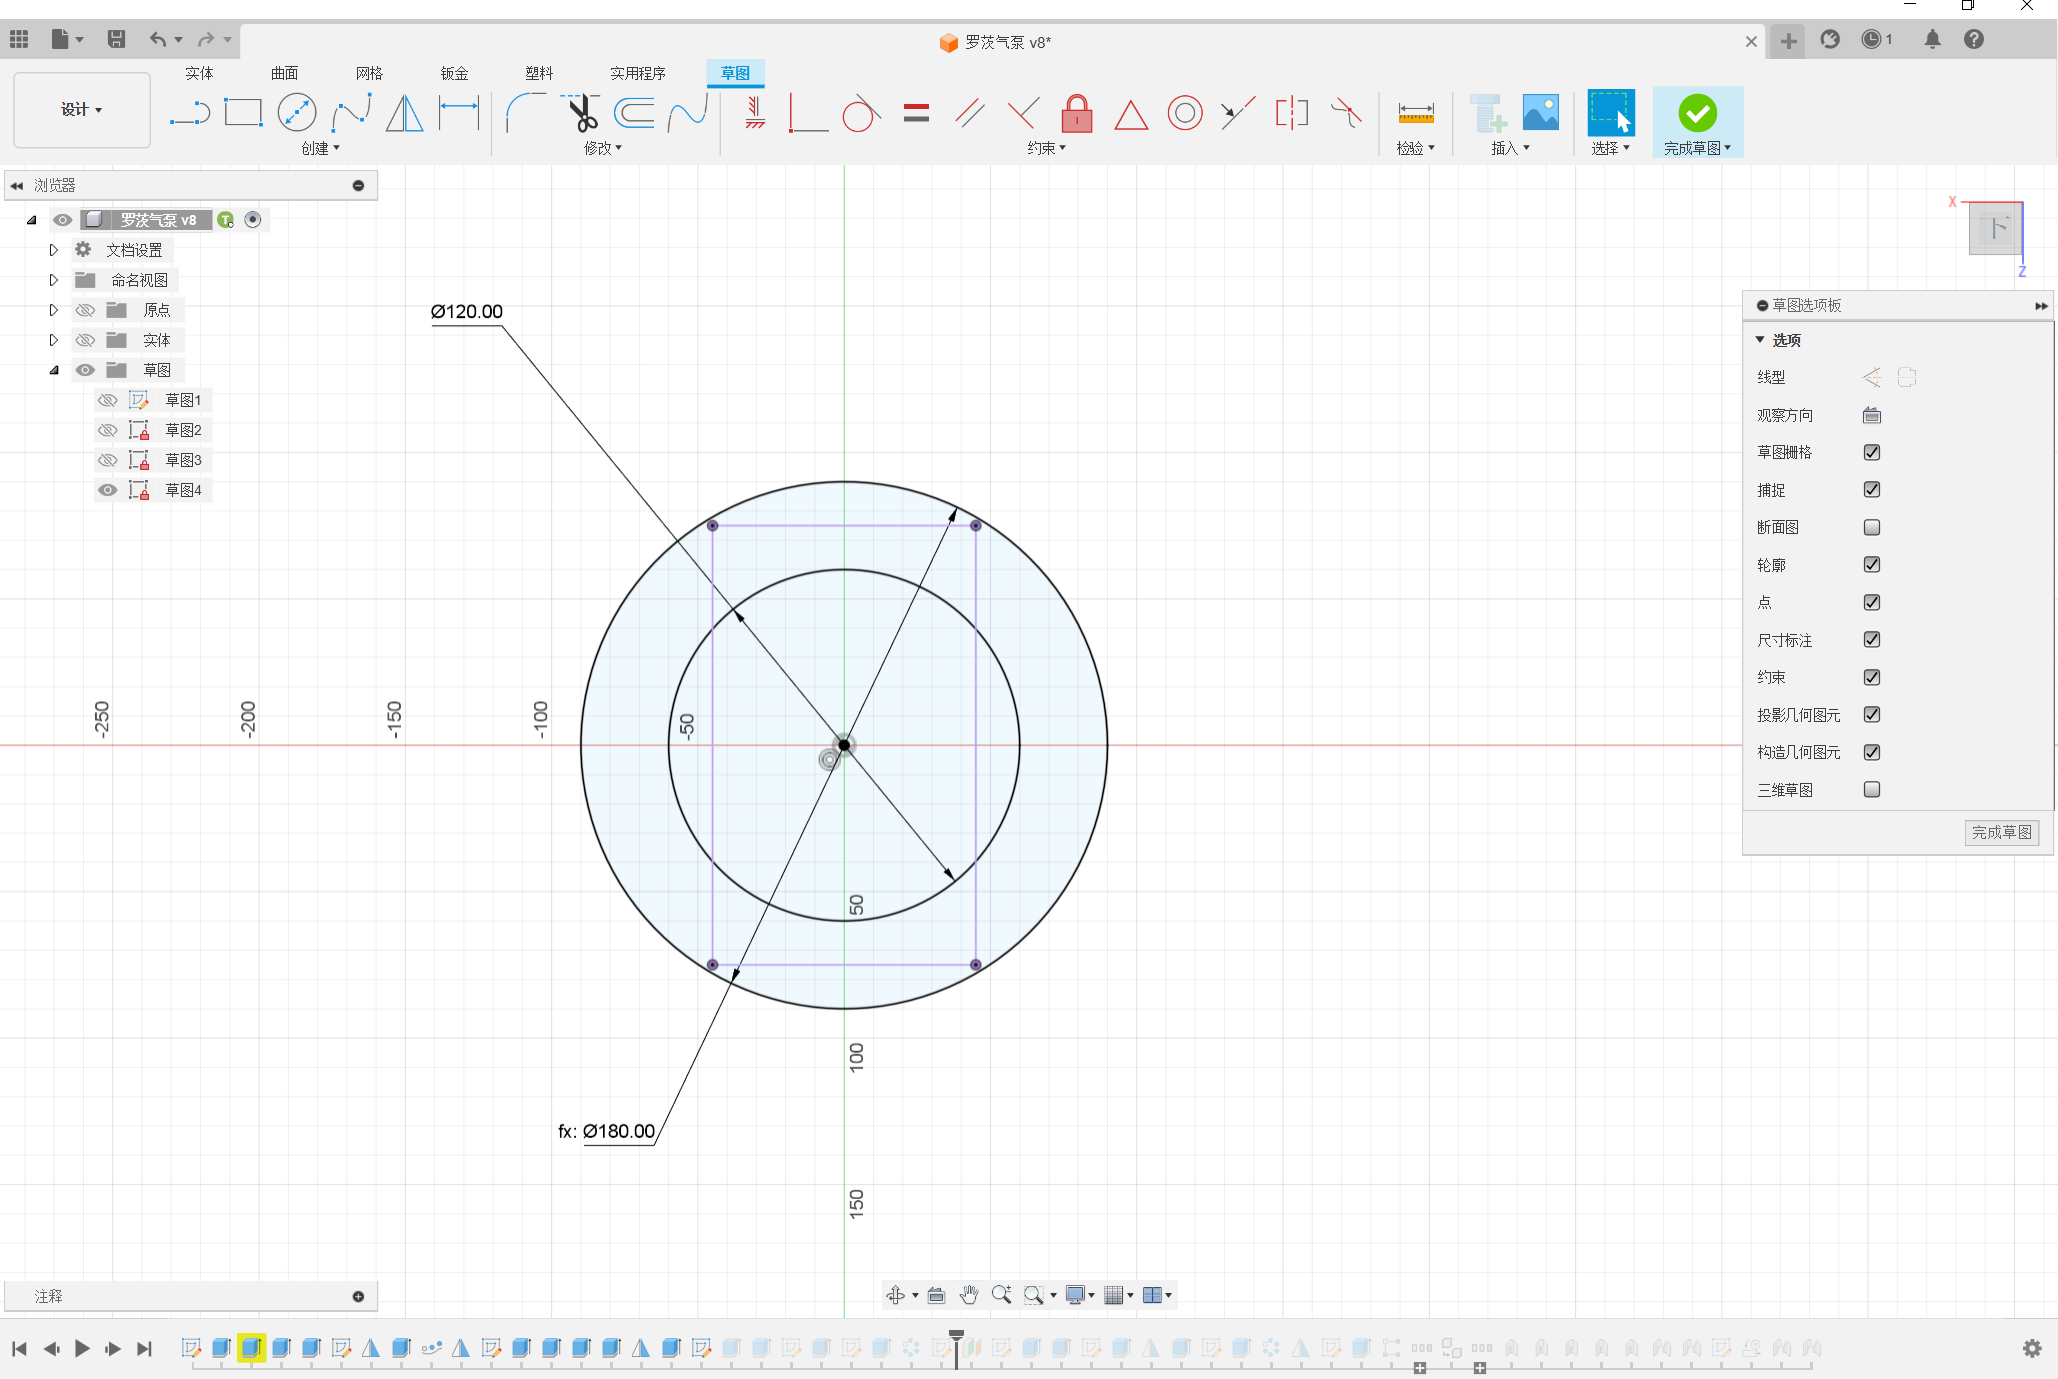 罗茨气泵 v8*
1
设计
实体 曲面 网格 钣金 塑料 实用程序 草图
创建 修改 约束 检验 插入 选择 完成草图
浏览器
罗茨气泵 v8
文档设置
命名视图
原点
实体
草图
草图1
草图2
草图3
草图4
Ø120.00
X
下
Z
草图选项板
选项
线型
观察方向
草图栅格
捕捉
断面图
轮廓
点
尺寸标注
约束
投影几何图元
构造几何图元
三维草图
完成草图
-250 -200 -150 -100 -50
50
100
150
fx: Ø180.00
注释